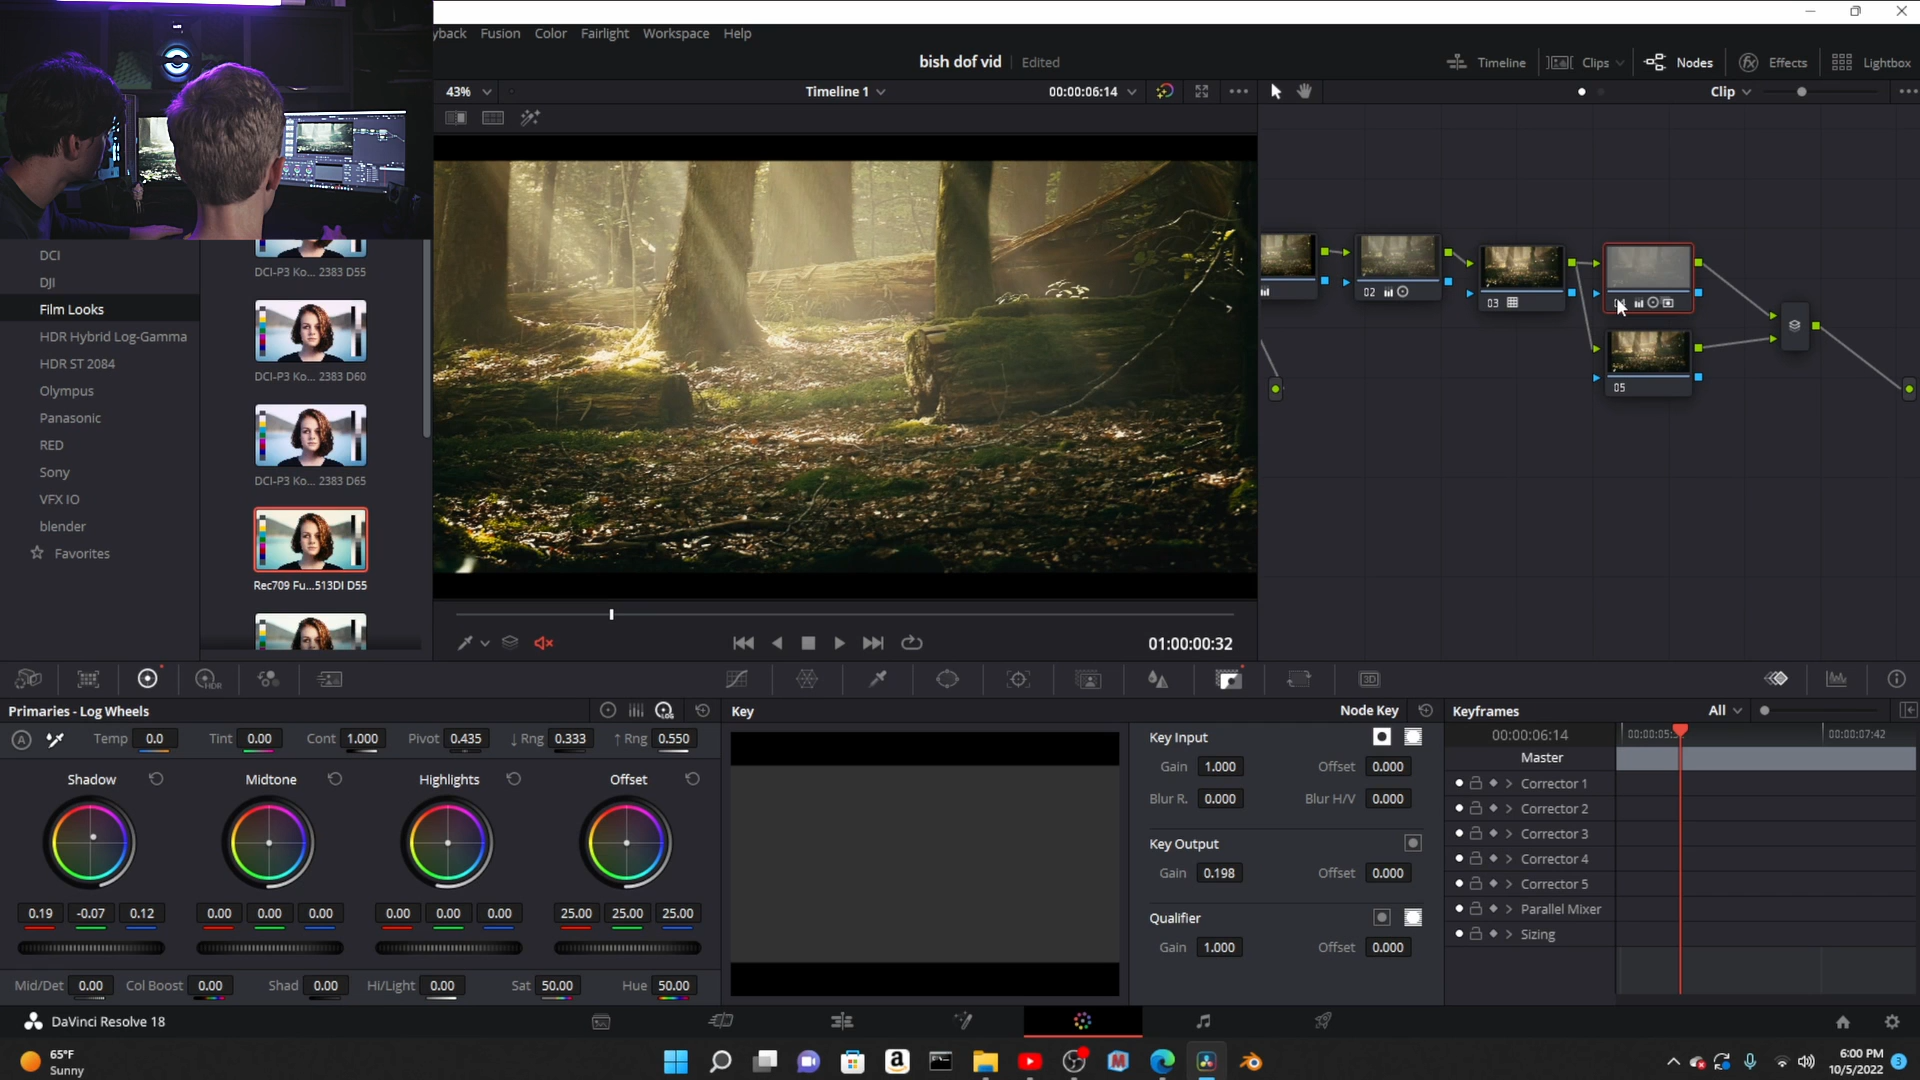 yback Fusion Color Fairlight Workspace Help
bish dof vid Edited
Timeline Clips Nodes Effects Lightbox
43% Timeline 1 00:00:06:14 Clip
DCI
DJI
Film Looks
HDR Hybrid Log-Gamma
HDR ST 2084
Olympus
Panasonic
RED
Sony
VFX IO
blender
Favorites
DCI-P3 Ko... 2383 D55
DCI-P3 Ko... 2383 D60
DCI-P3 Ko... 2383 D65
Rec709 Fu...513DI D55
02
03
05
01:00:00:32
HDR
3D
Primaries - Log Wheels
LOG
A Temp 0.0 Tint 0.00 Cont 1.000 Pivot 0.435 ↓ Rng 0.333 ↑ Rng 0.550
Shadow Midtone Highlights Offset
0.19 -0.07 0.12 0.00 0.00 0.00 0.00 0.00 0.00 25.00 25.00 25.00
Mid/Det 0.00 Col Boost 0.00 Shad 0.00 Hi/Light 0.00 Sat 50.00 Hue 50.00
Key Node Key
Key Input
Gain 1.000 Offset 0.000
Blur R. 0.000 Blur H/V 0.000
Key Output
Gain 0.198 Offset 0.000
Qualifier
Gain 1.000 Offset 0.000
Keyframes All
00:00:06:14 00:00:07:42
Master
Corrector 1
Corrector 2
Corrector 3
Corrector 4
Corrector 5
Parallel Mixer
Sizing
DaVinci Resolve 18
65°F
Sunny
6:00 PM
10/5/2022
3